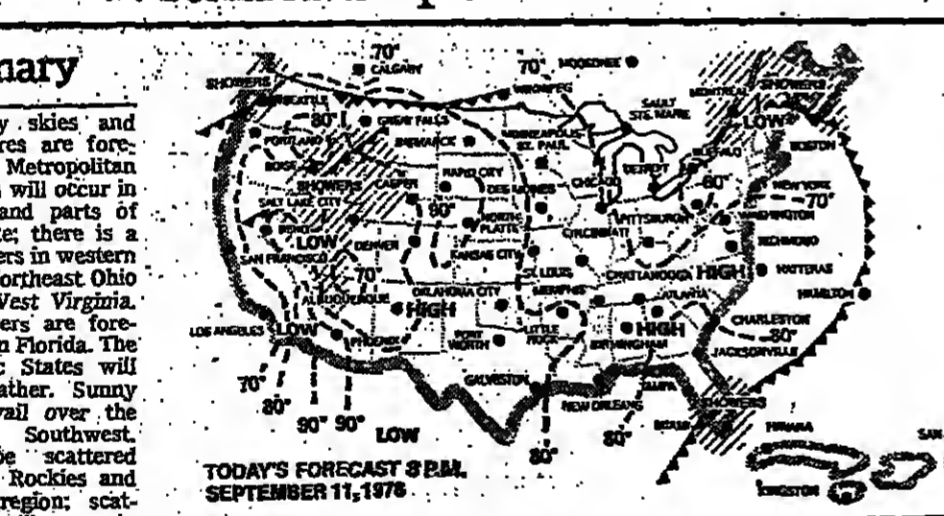 nary
y skies and
res are fore-
Metropolitan
will occur in
and parts of
te; there is a
ers in western
ortheast Ohio
West Virginia.
ers are fore-
n Florida. The
c States will
ather. Sunny
vail over the
Southwest.
be scattered
Rockies and
region; scat-
70°
CALGARY
70°
MOOSONEE
SHOWERS
SEATTLE
WINNIPEG
MONTREAL
SHOWERS
SAULT
STE. MARIE
80°
GREAT FALLS
LOW
PORTLAND
BISMARCK
MINNEAPOLIS
ST. PAUL
BUFFALO
BOSTON
BOISE
RAPID CITY
DETROIT
SHOWERS
CASPER
DES MOINES
CHICAGO
60°
NEW YORK
70°
SALT LAKE CITY
90°
NORTH
PLATTE
PITTSBURGH
WASHINGTON
RENO
CINCINNATI
LOW
DENVER
RICHMOND
SAN FRANCISCO
KANSAS CITY
70°
ST. LOUIS
CHATTANOOGA
HIGH
HATTERAS
ALBUQUERQUE
OKLAHOMA CITY
MEMPHIS
ATLANTA
HAMILTON
HIGH
LOS ANGELES
LOW
LITTLE
ROCK
HIGH
CHARLESTON
PHOENIX
FORT
WORTH
BIRMINGHAM
80°
JACKSONVILLE
70°
GALVESTON
TAMPA
80°
NEW ORLEANS
SHOWERS
90° 90°
LOW
80°
80°
MIAMI
HAVANA
SAN
KINGSTON
TODAY'S FORECAST 8 P.M.
SEPTEMBER 11, 1978